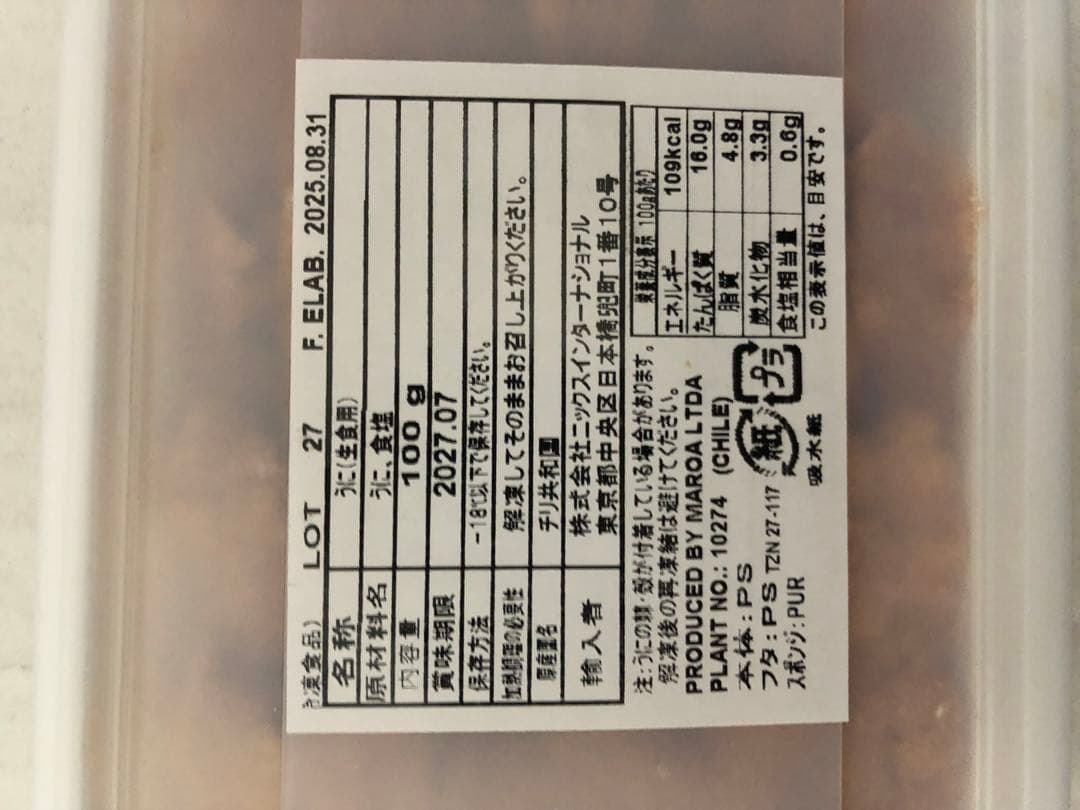 冷凍食品) LOT 27 F. ELAB. 2025.08.31
名称 うに(生食用)
原材料名 うに、食塩
内容量 100 g
賞味期限 2027.07
保存方法 -18℃以下で保存してください。
加熱調理の必要性 解凍してそのままお召し上がりください。
原産国名 チリ共和国
輸入者 株式会社ニックスインターナショナル
東京都中央区日本橋兜町1番10号
注:うにの棘・殻が付着している場合があります。
解凍後の再凍結は避けてください。
PRODUCED BY MAROA LTDA
PLANT NO.: 10274 (CHILE)
本体:PS
フタ:PS TZN 27-117
スポンジ:PUR
紙
プラ
吸水紙
栄養成分表示 100gあたり
エネルギー 109kcal
たんぱく質 16.0g
脂質 4.8g
炭水化物 3.3g
食塩相当量 0.6g
この表示値は、目安です。